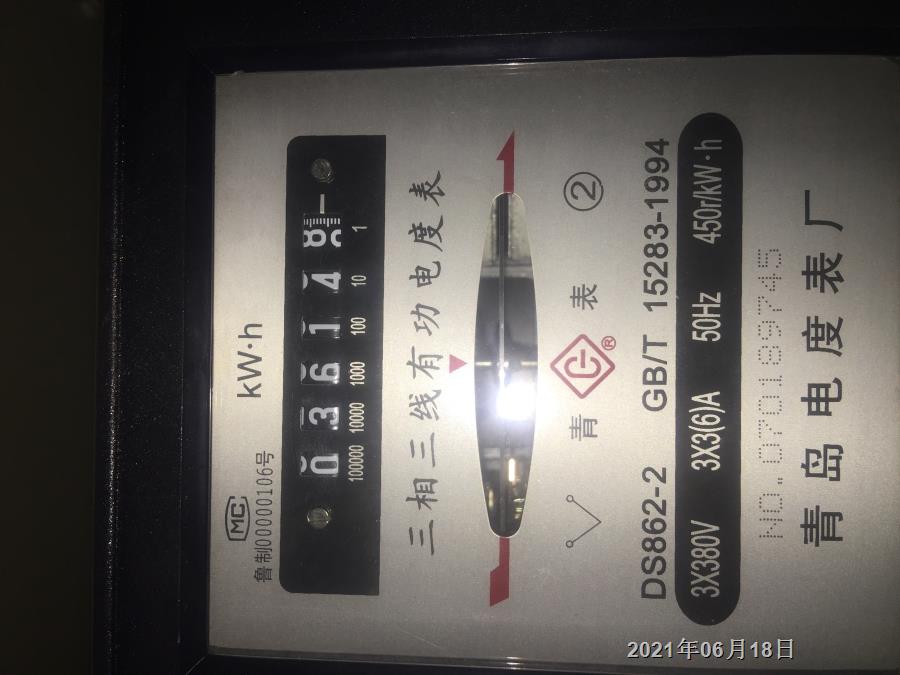 MC
鲁制00000106号
kW·h
0 3 6 1 4 8
100000 10000 1000 100 10 1
三相三线有功电度表
青 G ® 表 ②
DS862-2 GB/T 15283-1994
3X380V 3X3(6)A 50Hz 450r/kW·h
NO.070189745
青岛电度表厂
2021年06月18日